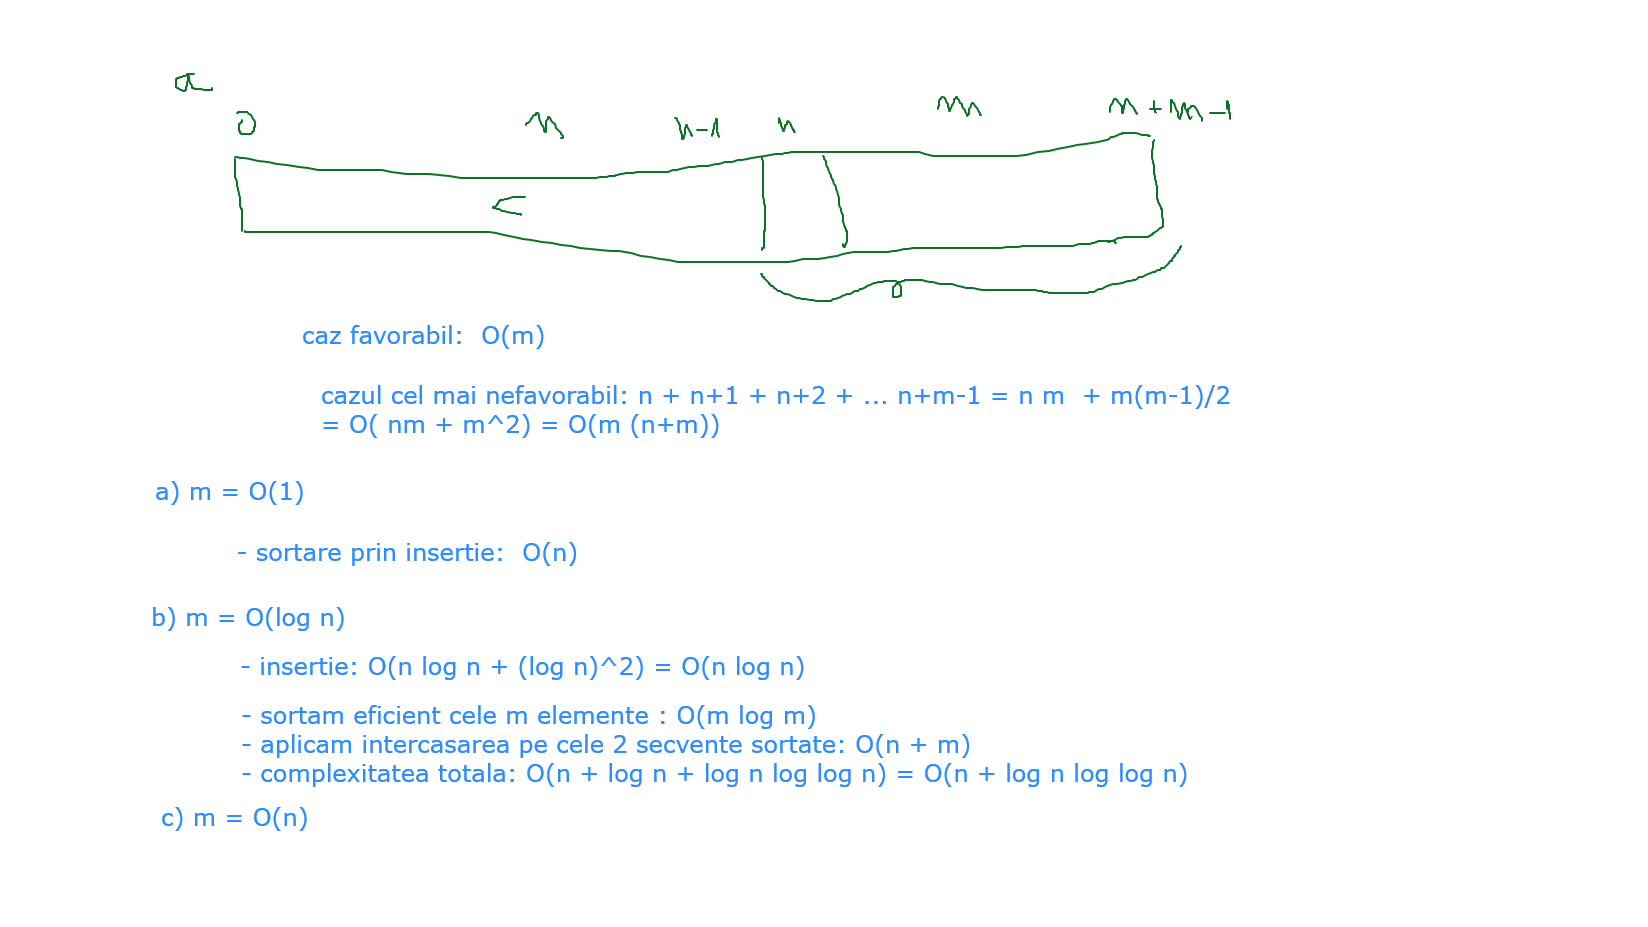 a
0 n n-1 n m n+m-1
<
0
caz favorabil: O(m)
cazul cel mai nefavorabil: n + n+1 + n+2 + ... n+m-1 = n m + m(m-1)/2
= O( nm + m^2) = O(m (n+m))
a) m = O(1)
- sortare prin insertie: O(n)
b) m = O(log n)
- insertie: O(n log n + (log n)^2) = O(n log n)
- sortam eficient cele m elemente : O(m log m)
- aplicam intercasarea pe cele 2 secvente sortate: O(n + m)
- complexitatea totala: O(n + log n + log n log log n) = O(n + log n log log n)
c) m = O(n)